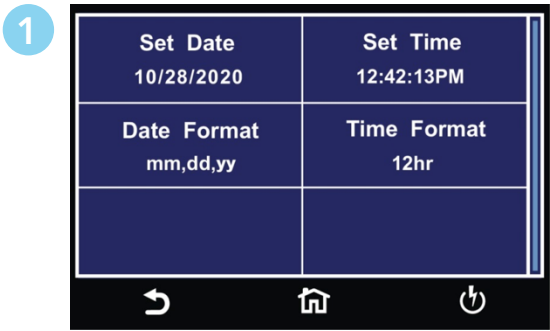 1
Set Date
10/28/2020
Set Time
12:42:13PM
Date Format
mm,dd,yy
Time Format
12hr